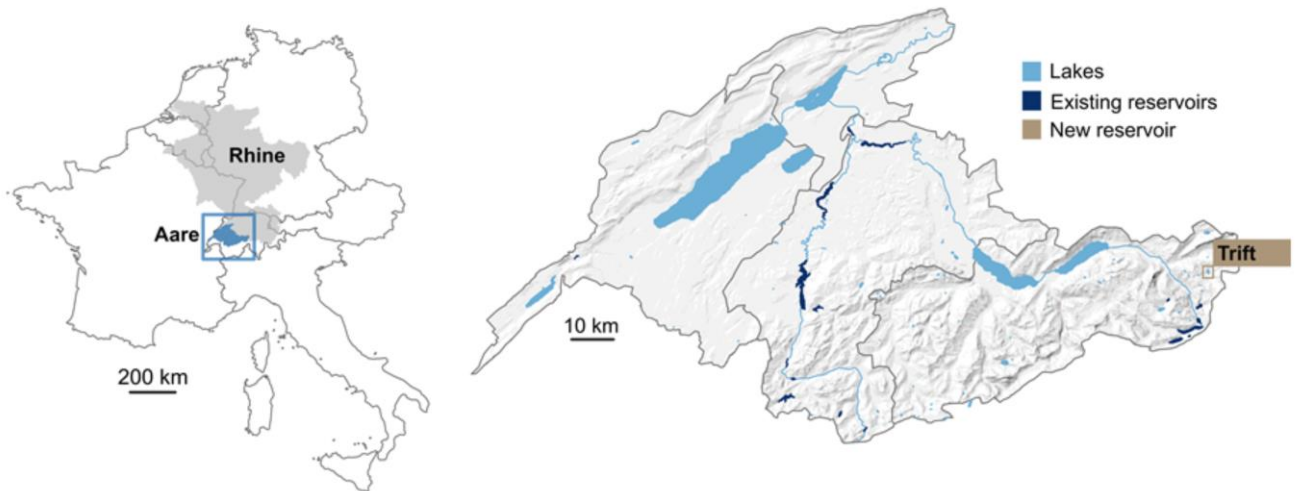 Rhine
Aare
200 km
10 km
Lakes
Existing reservoirs
New reservoir
Trift